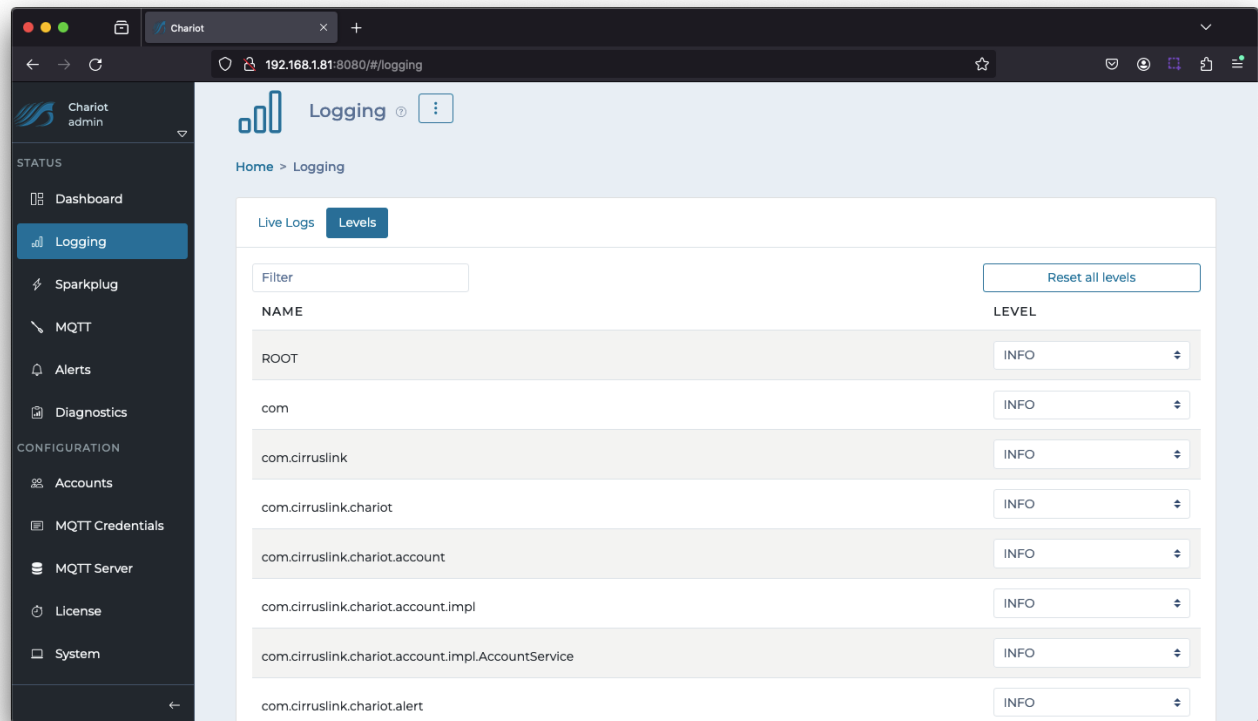 Chariot
192.168.1.81:8080/#/logging
Chariot
admin
STATUS
Dashboard
Logging
Sparkplug
MQTT
Alerts
Diagnostics
CONFIGURATION
Accounts
MQTT Credentials
MQTT Server
License
System
Logging
Home > Logging
Live Logs Levels
Filter Reset all levels
NAME LEVEL
ROOT INFO
com INFO
com.cirruslink INFO
com.cirruslink.chariot INFO
com.cirruslink.chariot.account INFO
com.cirruslink.chariot.account.impl INFO
com.cirruslink.chariot.account.impl.AccountService INFO
com.cirruslink.chariot.alert INFO